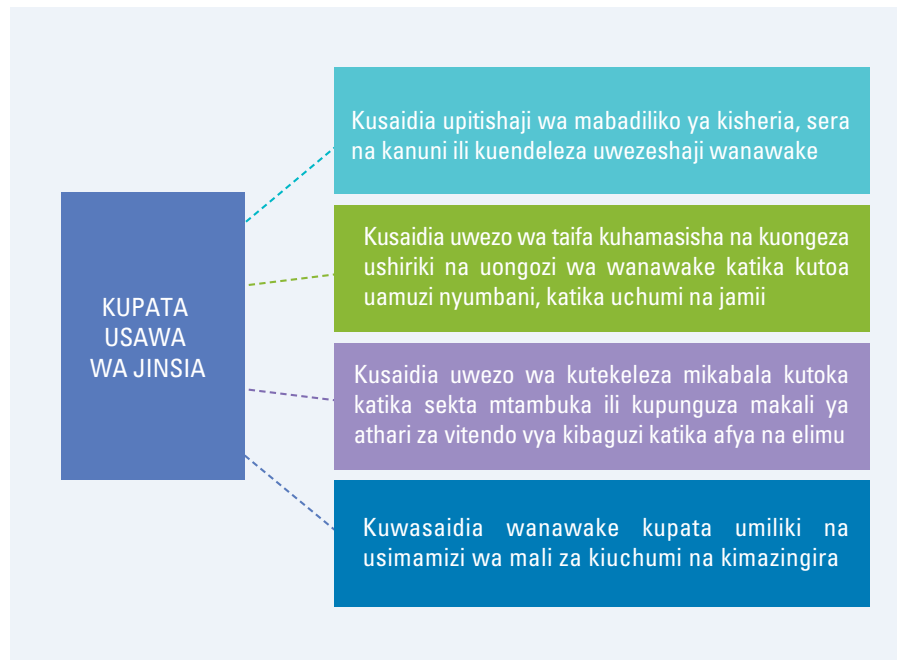 KUPATA
USAWA
WA JINSIA
Kusaidia upitishaji wa mabadiliko ya kisheria, sera
na kanuni ili kuendeleza uwezeshaji wanawake
Kusaidia uwezo wa taifa kuhamasisha na kuongeza
ushiriki na uongozi wa wanawake katika kutoa
uamuzi nyumbani, katika uchumi na jamii
Kusaidia uwezo wa kutekeleza mikabala kutoka
katika sekta mtambuka ili kupunguza makali ya
athari za vitendo vya kibaguzi katika afya na elimu
Kuwasaidia wanawake kupata umiliki na
usimamizi wa mali za kiuchumi na kimazingira